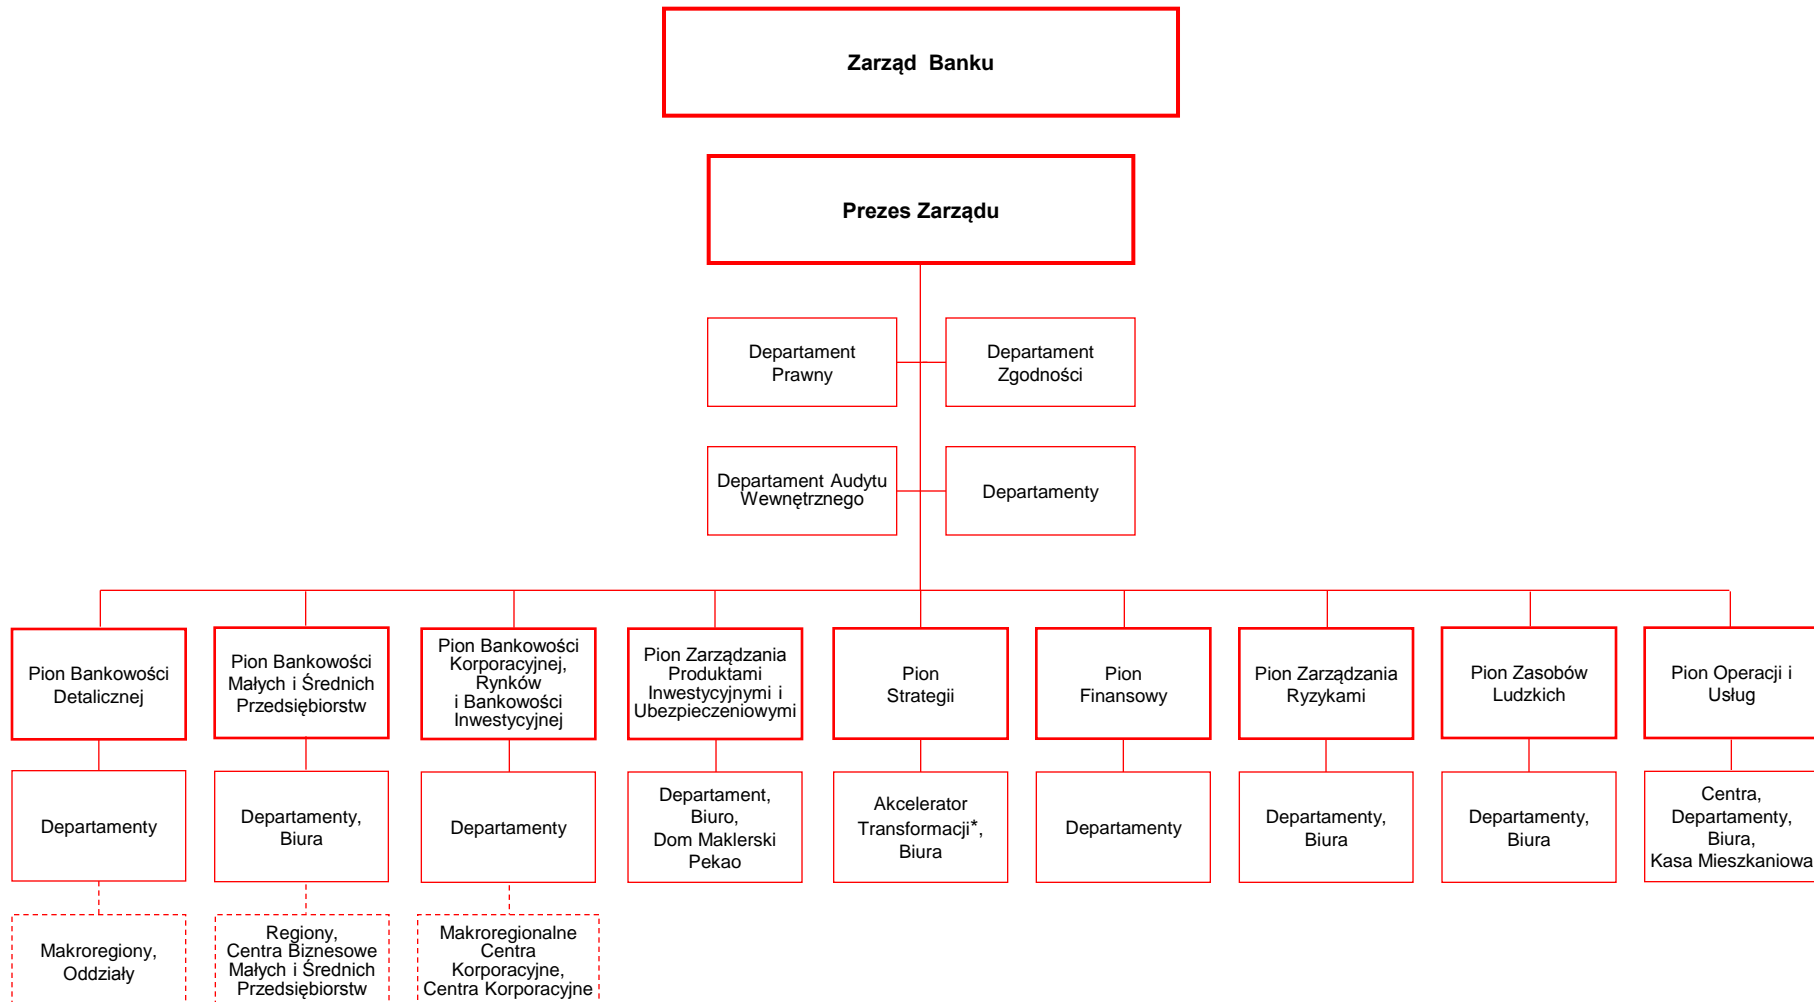 Zarząd Banku
Prezes Zarządu
Departament
Prawny
Departament
Zgodności
Departament Audytu
Wewnętrznego
Departamenty
Pion Bankowości
Detalicznej
Pion Bankowości
Małych i Średnich
Przedsiębiorstw
Pion Bankowości
Korporacyjnej,
Rynków
i Bankowości
Inwestycyjnej
Pion Zarządzania
Produktami
Inwestycyjnymi i
Ubezpieczeniowymi
Pion
Strategii
Pion
Finansowy
Pion Zarządzania
Ryzykami
Pion Zasobów
Ludzkich
Pion Operacji i
Usług
Departamenty
Departamenty,
Biura
Departamenty
Departament,
Biuro,
Dom Maklerski
Pekao
Akcelerator
Transformacji*,
Biura
Departamenty
Departamenty,
Biura
Departamenty,
Biura
Centra,
Departamenty,
Biura,
Kasa Mieszkaniowa
Makroregiony,
Oddziały
Regiony,
Centra Biznesowe
Małych i Średnich
Przedsiębiorstw
Makroregionalne
Centra
Korporacyjne,
Centra Korporacyjne